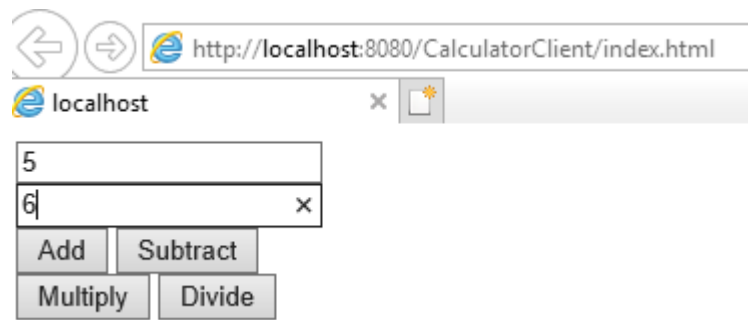 http://localhost:8080/CalculatorClient/index.html
localhost
5
6
Add Subtract
Multiply Divide